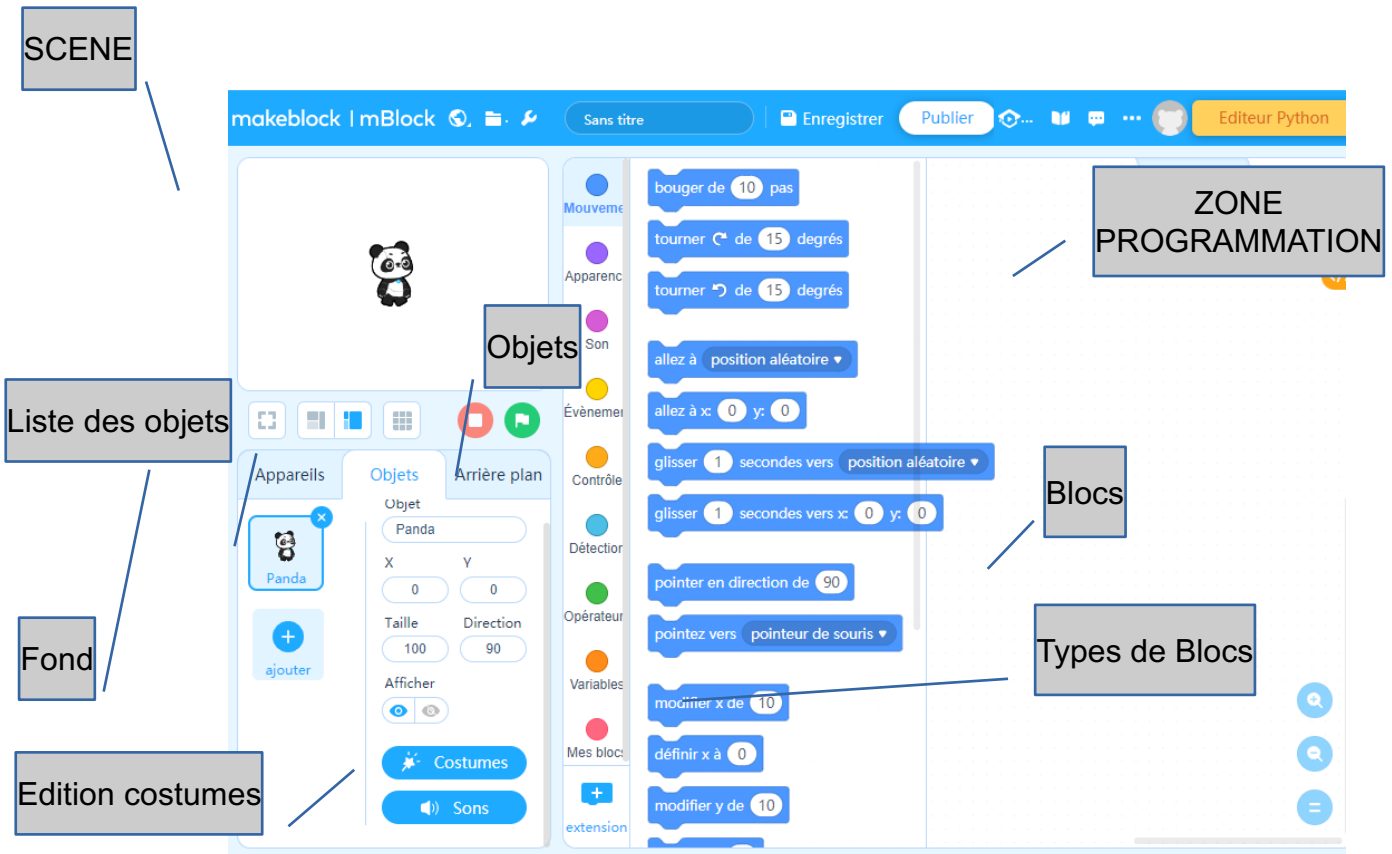 SCENE
makeblock | mBlock
Sans titre
Enregistrer
Publier
...
Editeur Python
ZONE
PROGRAMMATION
Objets
Liste des objets
Fond
Edition costumes
Blocs
Types de Blocs
Appareils
Objets
Arrière plan
Panda
ajouter
Objet
Panda
X
Y
0
0
Taille
Direction
100
90
Afficher
Costumes
Sons
Mouveme
Apparenc
Son
Évènemen
Contrôle
Détection
Opérateur
Variables
Mes blocs
extension
bouger de 10 pas
tourner de 15 degrés
tourner de 15 degrés
allez à position aléatoire
allez à x: 0 y: 0
glisser 1 secondes vers position aléatoire
glisser 1 secondes vers x: 0 y: 0
pointer en direction de 90
pointez vers pointeur de souris
modifier x de 10
définir x à 0
modifier y de 10